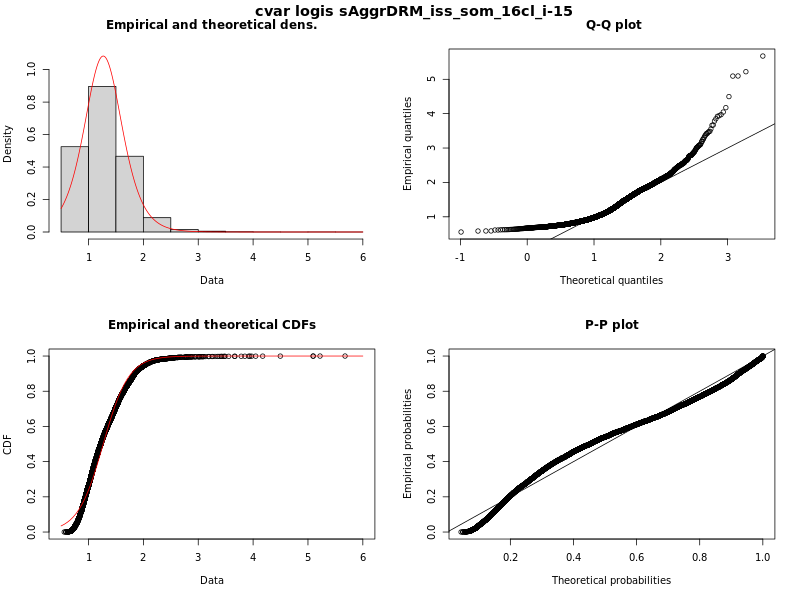 cvar logis sAggrDRM_iss_som_16cl_i-15
Empirical and theoretical dens.
Density
0.0 0.2 0.4 0.6 0.8 1.0
1 2 3 4 5 6
Data
Q-Q plot
Empirical quantiles
1 2 3 4 5
-1 0 1 2 3
Theoretical quantiles
Empirical and theoretical CDFs
CDF
0.0 0.2 0.4 0.6 0.8 1.0
1 2 3 4 5 6
Data
P-P plot
Empirical probabilities
0.0 0.2 0.4 0.6 0.8 1.0
0.2 0.4 0.6 0.8 1.0
Theoretical probabilities